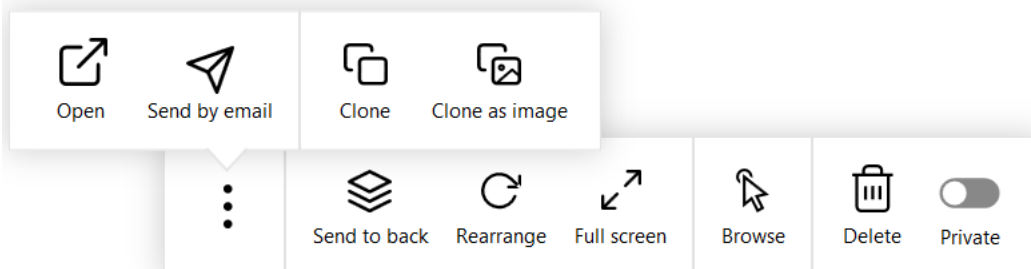 Open
Send by email
Clone
Clone as image
Send to back
Rearrange
Full screen
Browse
Delete
Private